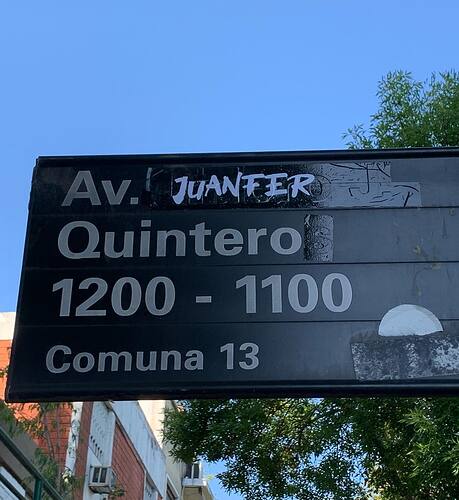 Av. JUANFER
Quintero
1200 - 1100
Comuna 13